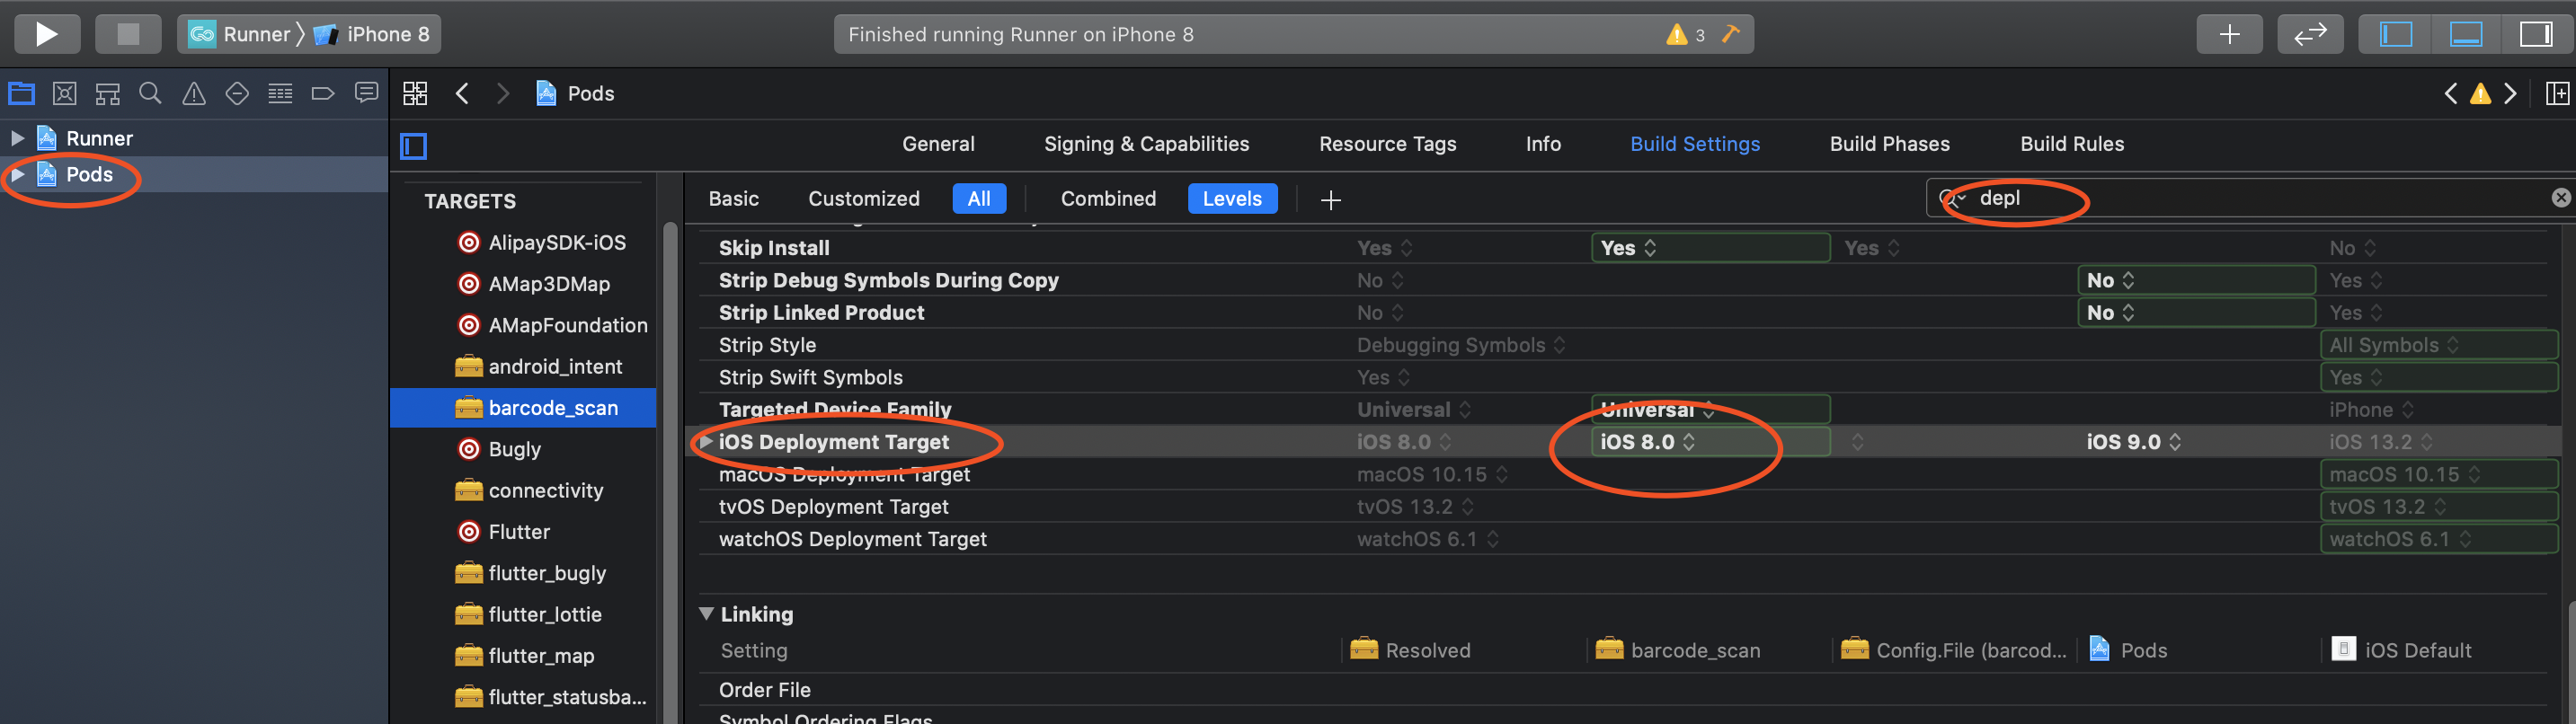 Runner 〉 iPhone 8
Finished running Runner on iPhone 8
3
Pods
Runner
Pods
General Signing & Capabilities Resource Tags Info Build Settings Build Phases Build Rules
TARGETS
AlipaySDK-iOS
AMap3DMap
AMapFoundation
android_intent
barcode_scan
Bugly
connectivity
Flutter
flutter_bugly
flutter_lottie
flutter_map
flutter_statusba...
Basic Customized All Combined Levels depl
Skip Install Yes Yes Yes No
Strip Debug Symbols During Copy No No Yes
Strip Linked Product No No Yes
Strip Style Debugging Symbols All Symbols
Strip Swift Symbols Yes Yes
Targeted Device Family Universal Universal iPhone
iOS Deployment Target iOS 8.0 iOS 8.0 iOS 9.0 iOS 13.2
macOS Deployment Target macOS 10.15 macOS 10.15
tvOS Deployment Target tvOS 13.2 tvOS 13.2
watchOS Deployment Target watchOS 6.1 watchOS 6.1
Linking
Setting Resolved barcode_scan Config.File (barcod... Pods iOS Default
Order File
Symbol Ordering Flags